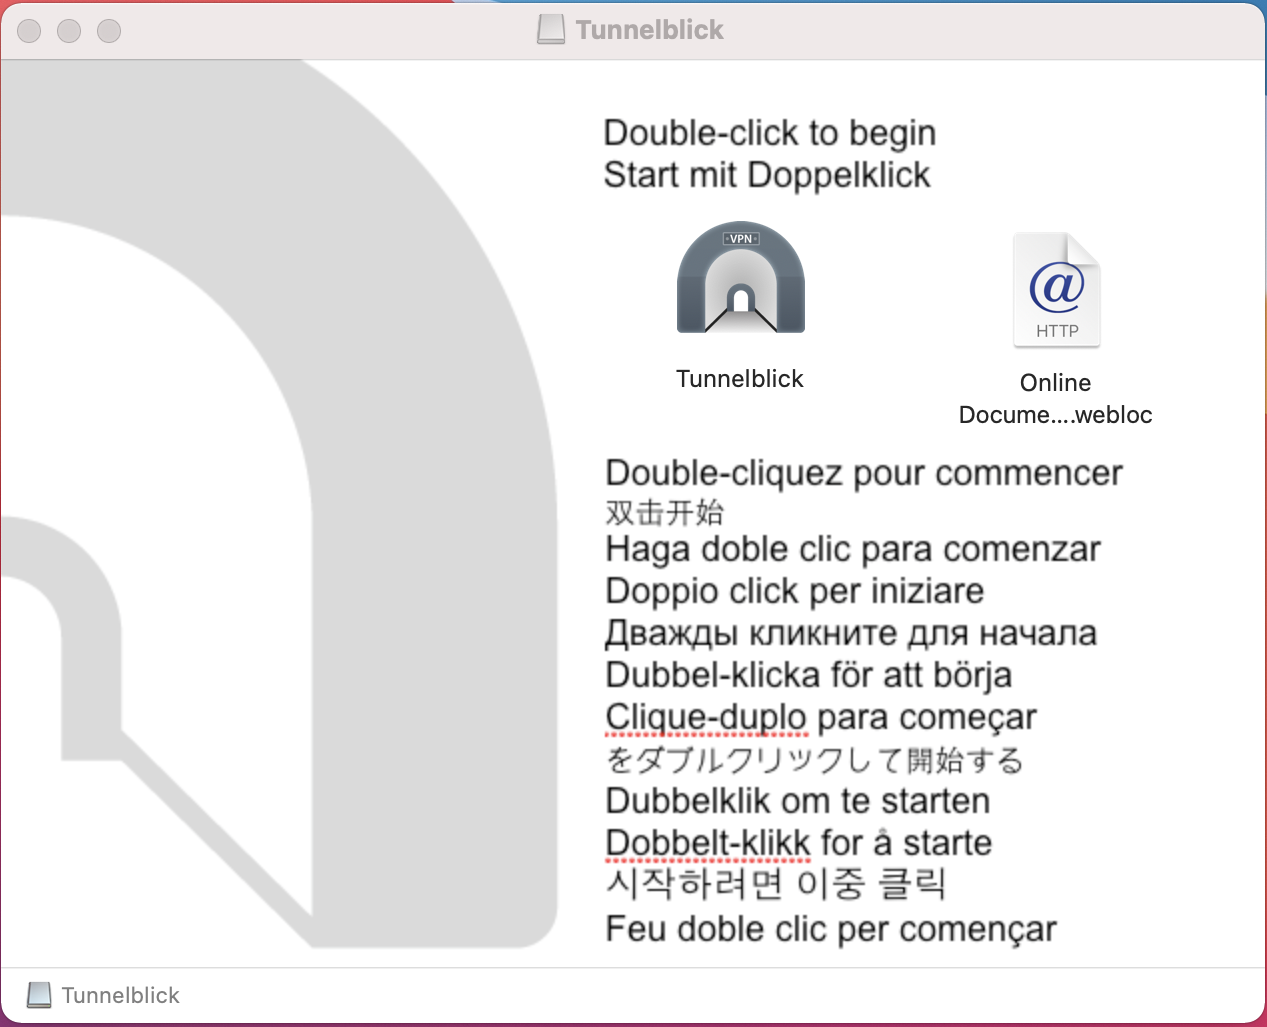 Tunnelblick
Double-click to begin
Start mit Doppelklick
VPN
HTTP
Tunnelblick
Online
Docume....webloc
Double-cliquez pour commencer
双击开始
Haga doble clic para comenzar
Doppio click per iniziare
Дважды кликните для начала
Dubbel-klicka för att börja
Clique-duplo para começar
をダブルクリックして開始する
Dubbelklik om te starten
Dobbelt-klikk for å starte
시작하려면 이중 클릭
Feu doble clic per començar
Tunnelblick